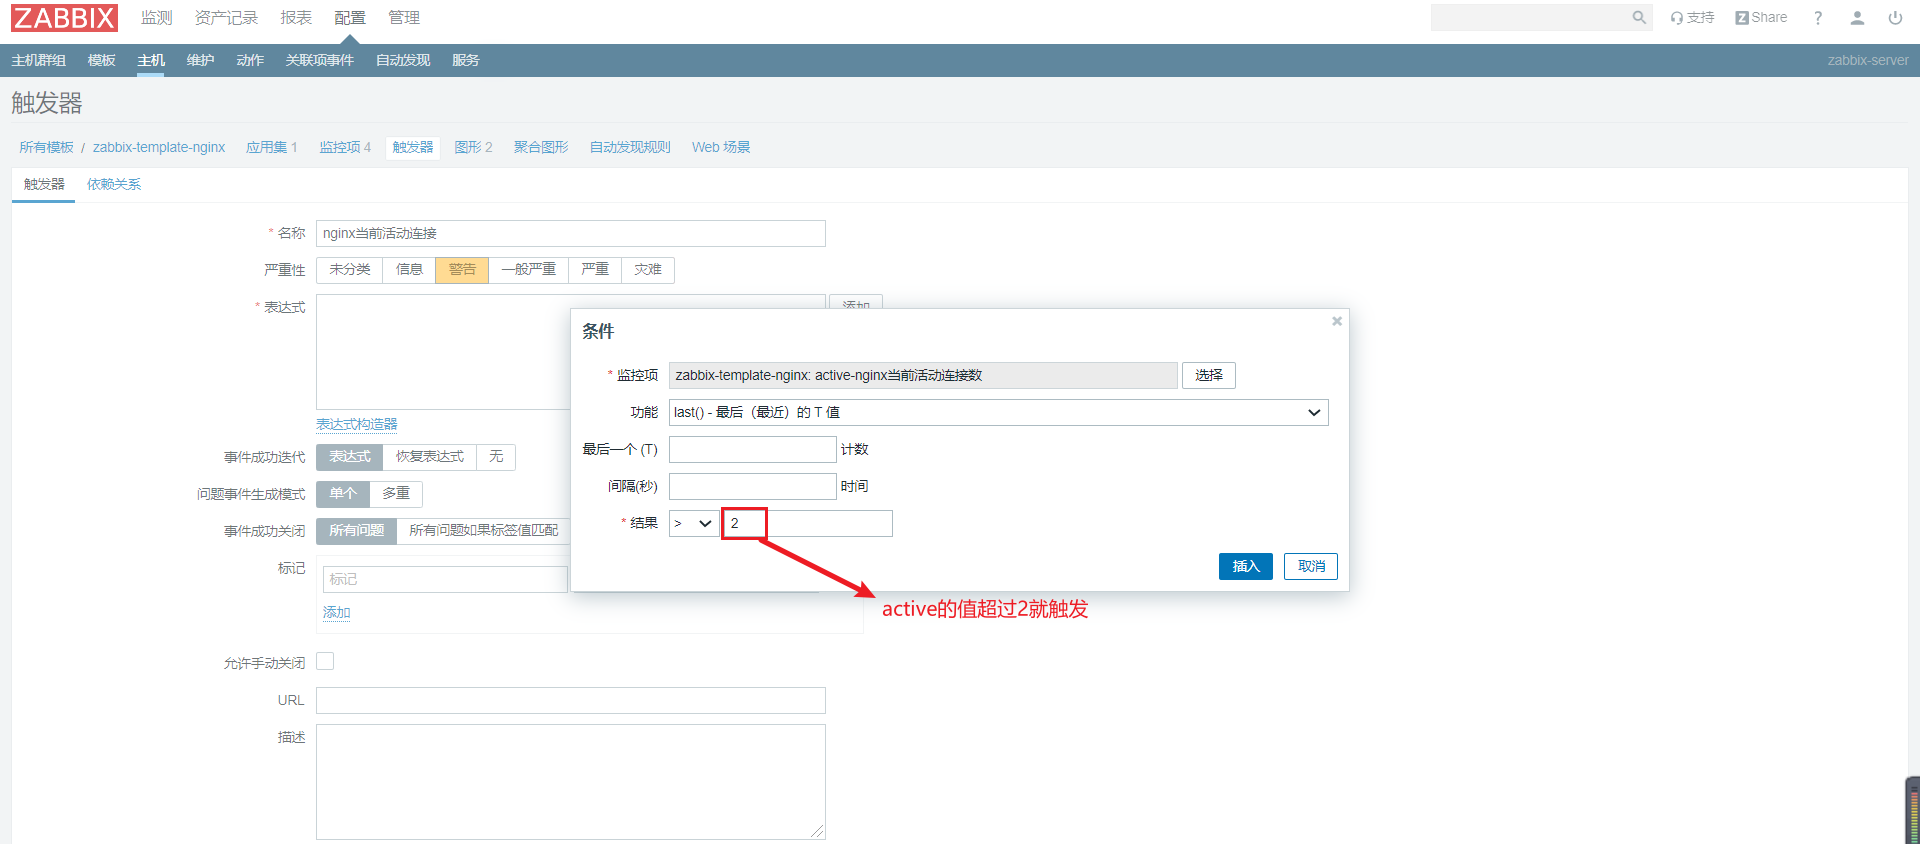 ZABBIX 监测 资产记录 报表 配置 管理 支持 Z Share ?
主机群组 模板 主机 维护 动作 关联项事件 自动发现 服务 zabbix-server
触发器
所有模板 / zabbix-template-nginx 应用集 1 监控项 4 触发器 图形 2 聚合图形 自动发现规则 Web 场景
触发器 依赖关系
* 名称 nginx当前活动连接
严重性 未分类 信息 警告 一般严重 严重 灾难
* 表达式 添加
条件
* 监控项 zabbix-template-nginx: active-nginx当前活动连接数 选择
功能 last() - 最后（最近）的 T 值
最后一个 (T) 计数
间隔(秒) 时间
* 结果 > 2
插入 取消
active的值超过2就触发
表达式构造器
事件成功迭代 表达式 恢复表达式 无
问题事件生成模式 单个 多重
事件成功关闭 所有问题 所有问题如果标签值匹配
标记 标记
添加
允许手动关闭
URL
描述